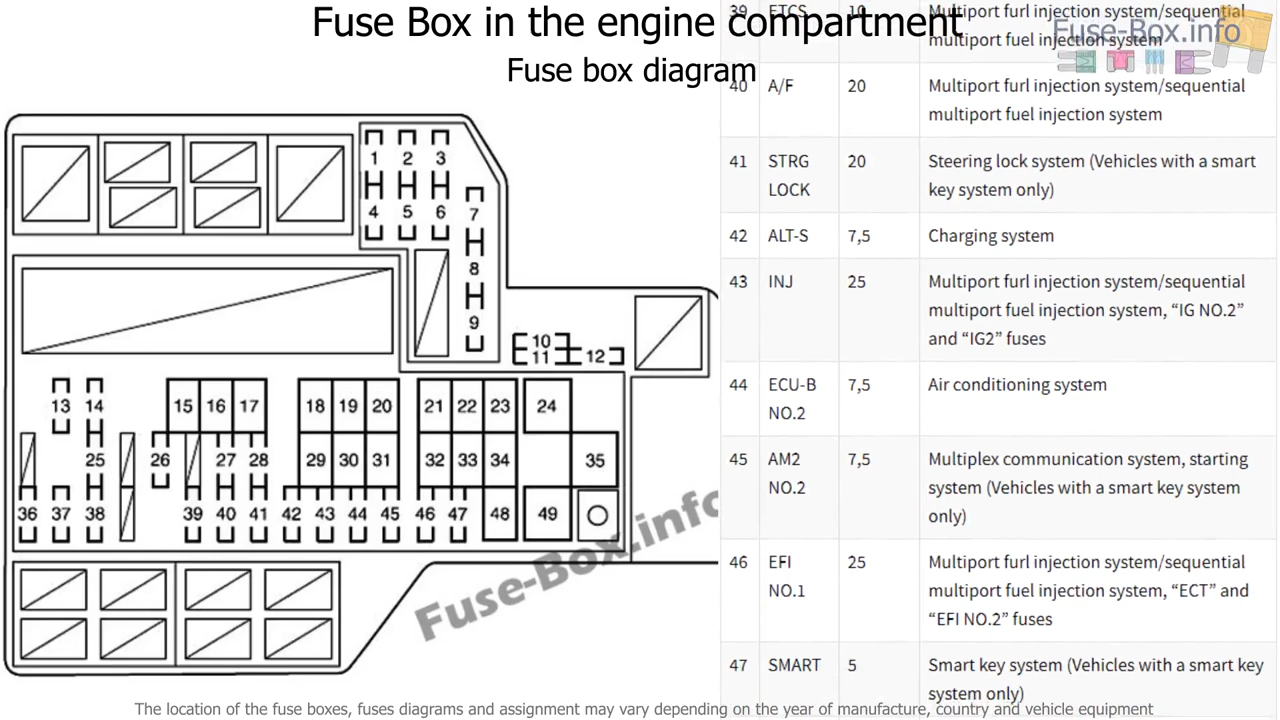 Fuse Box in the engine compartment
Fuse box diagram
Fuse-Box.info
1 2 3
4 5 6
7
8
9
10
11
12
13 14 15 16 17 18 19 20 21 22 23 24
25 26 27 28 29 30 31 32 33 34 35
36 37 38 39 40 41 42 43 44 45 46 47 48 49
Fuse-Box.info
39 ETCS 10 Multiport furl injection system/sequential
multiport fuel injection system
40 A/F 20 Multiport furl injection system/sequential
multiport fuel injection system
41 STRG 20 Steering lock system (Vehicles with a smart
LOCK key system only)
42 ALT-S 7,5 Charging system
43 INJ 25 Multiport furl injection system/sequential
multiport fuel injection system, “IG NO.2”
and “IG2” fuses
44 ECU-B 7,5 Air conditioning system
NO.2
45 AM2 7,5 Multiplex communication system, starting
NO.2 system (Vehicles with a smart key system
only)
46 EFI 25 Multiport furl injection system/sequential
NO.1 multiport fuel injection system, “ECT” and
“EFI NO.2” fuses
47 SMART 5 Smart key system (Vehicles with a smart key
system only)
The location of the fuse boxes, fuses diagrams and assignment may vary depending on the year of manufacture, country and vehicle equipment